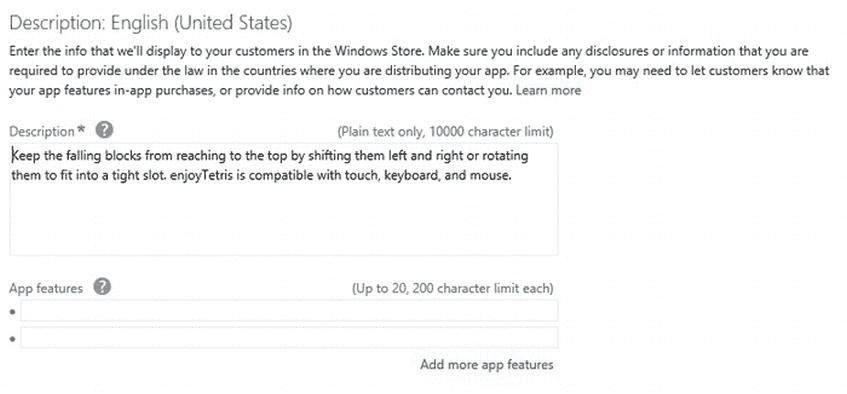 Description: English (United States)
Enter the info that we'll display to your customers in the Windows Store. Make sure you include any disclosures or information that you are
required to provide under the law in the countries where you are distributing your app. For example, you may need to let customers know that
your app features in-app purchases, or provide info on how customers can contact you. Learn more
Description * ? (Plain text only, 10000 character limit)
Keep the falling blocks from reaching to the top by shifting them left and right or rotating
them to fit into a tight slot. enjoyTetris is compatible with touch, keyboard, and mouse.
App features ? (Up to 20, 200 character limit each)
Add more app features